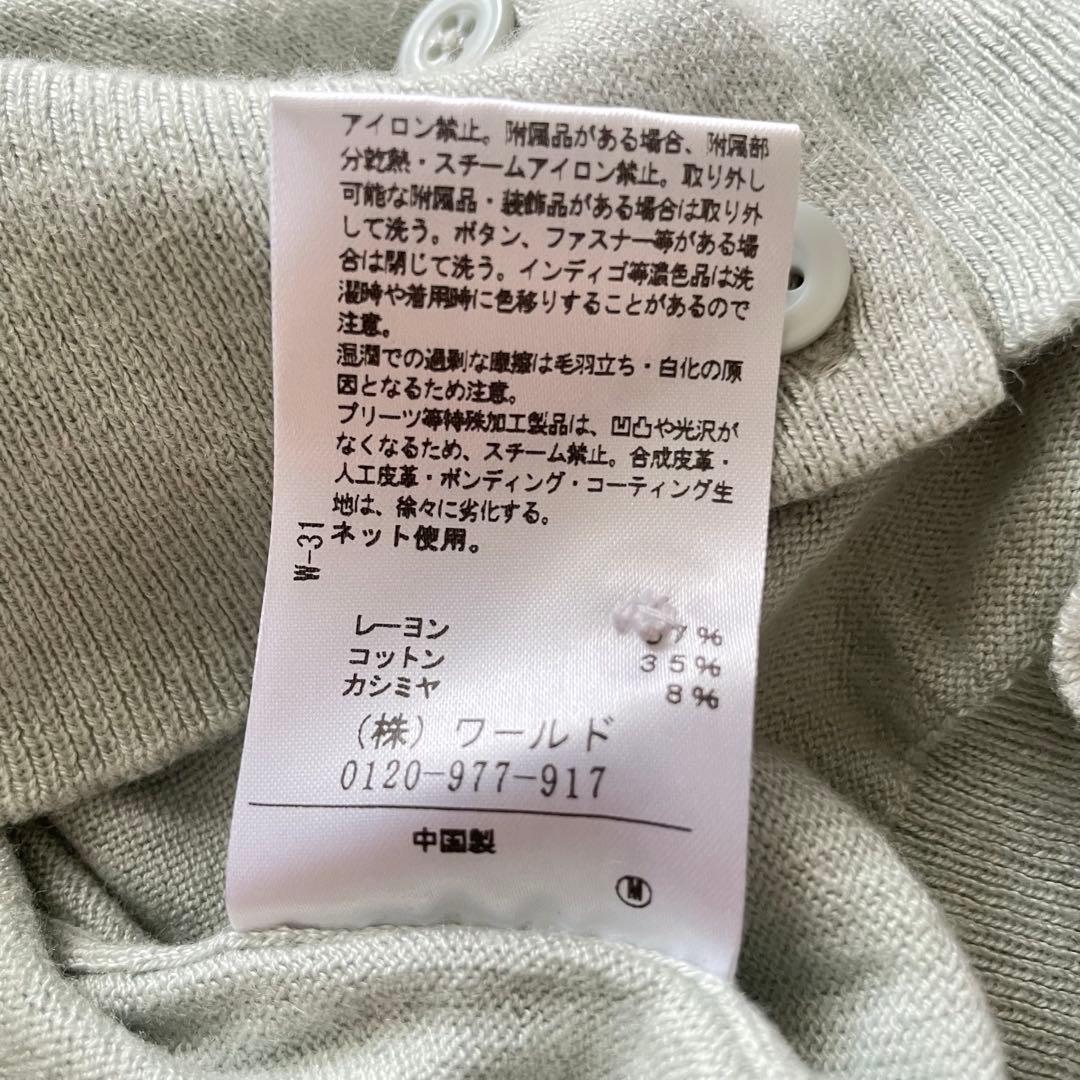 アイロン禁止。附属品がある場合、附属部
分乾熱・スチームアイロン禁止。取り外し
可能な附属品・装飾品がある場合は取り外
して洗う。ボタン、ファスナー等がある場
合は閉じて洗う。インディゴ等濃色品は洗
濯時や着用時に色移りすることがあるので
注意。
湿潤での過剰な摩擦は毛羽立ち・白化の原
因となるため注意。
プリーツ等特殊加工製品は、凹凸や光沢が
なくなるため、スチーム禁止。合成皮革・
人工皮革・ボンディング・コーティング生
地は、徐々に劣化する。
ネット使用。
W-31
レーヨン 57%
コットン 35%
カシミヤ 8%
(株)ワールド
0120-977-917
中国製
M